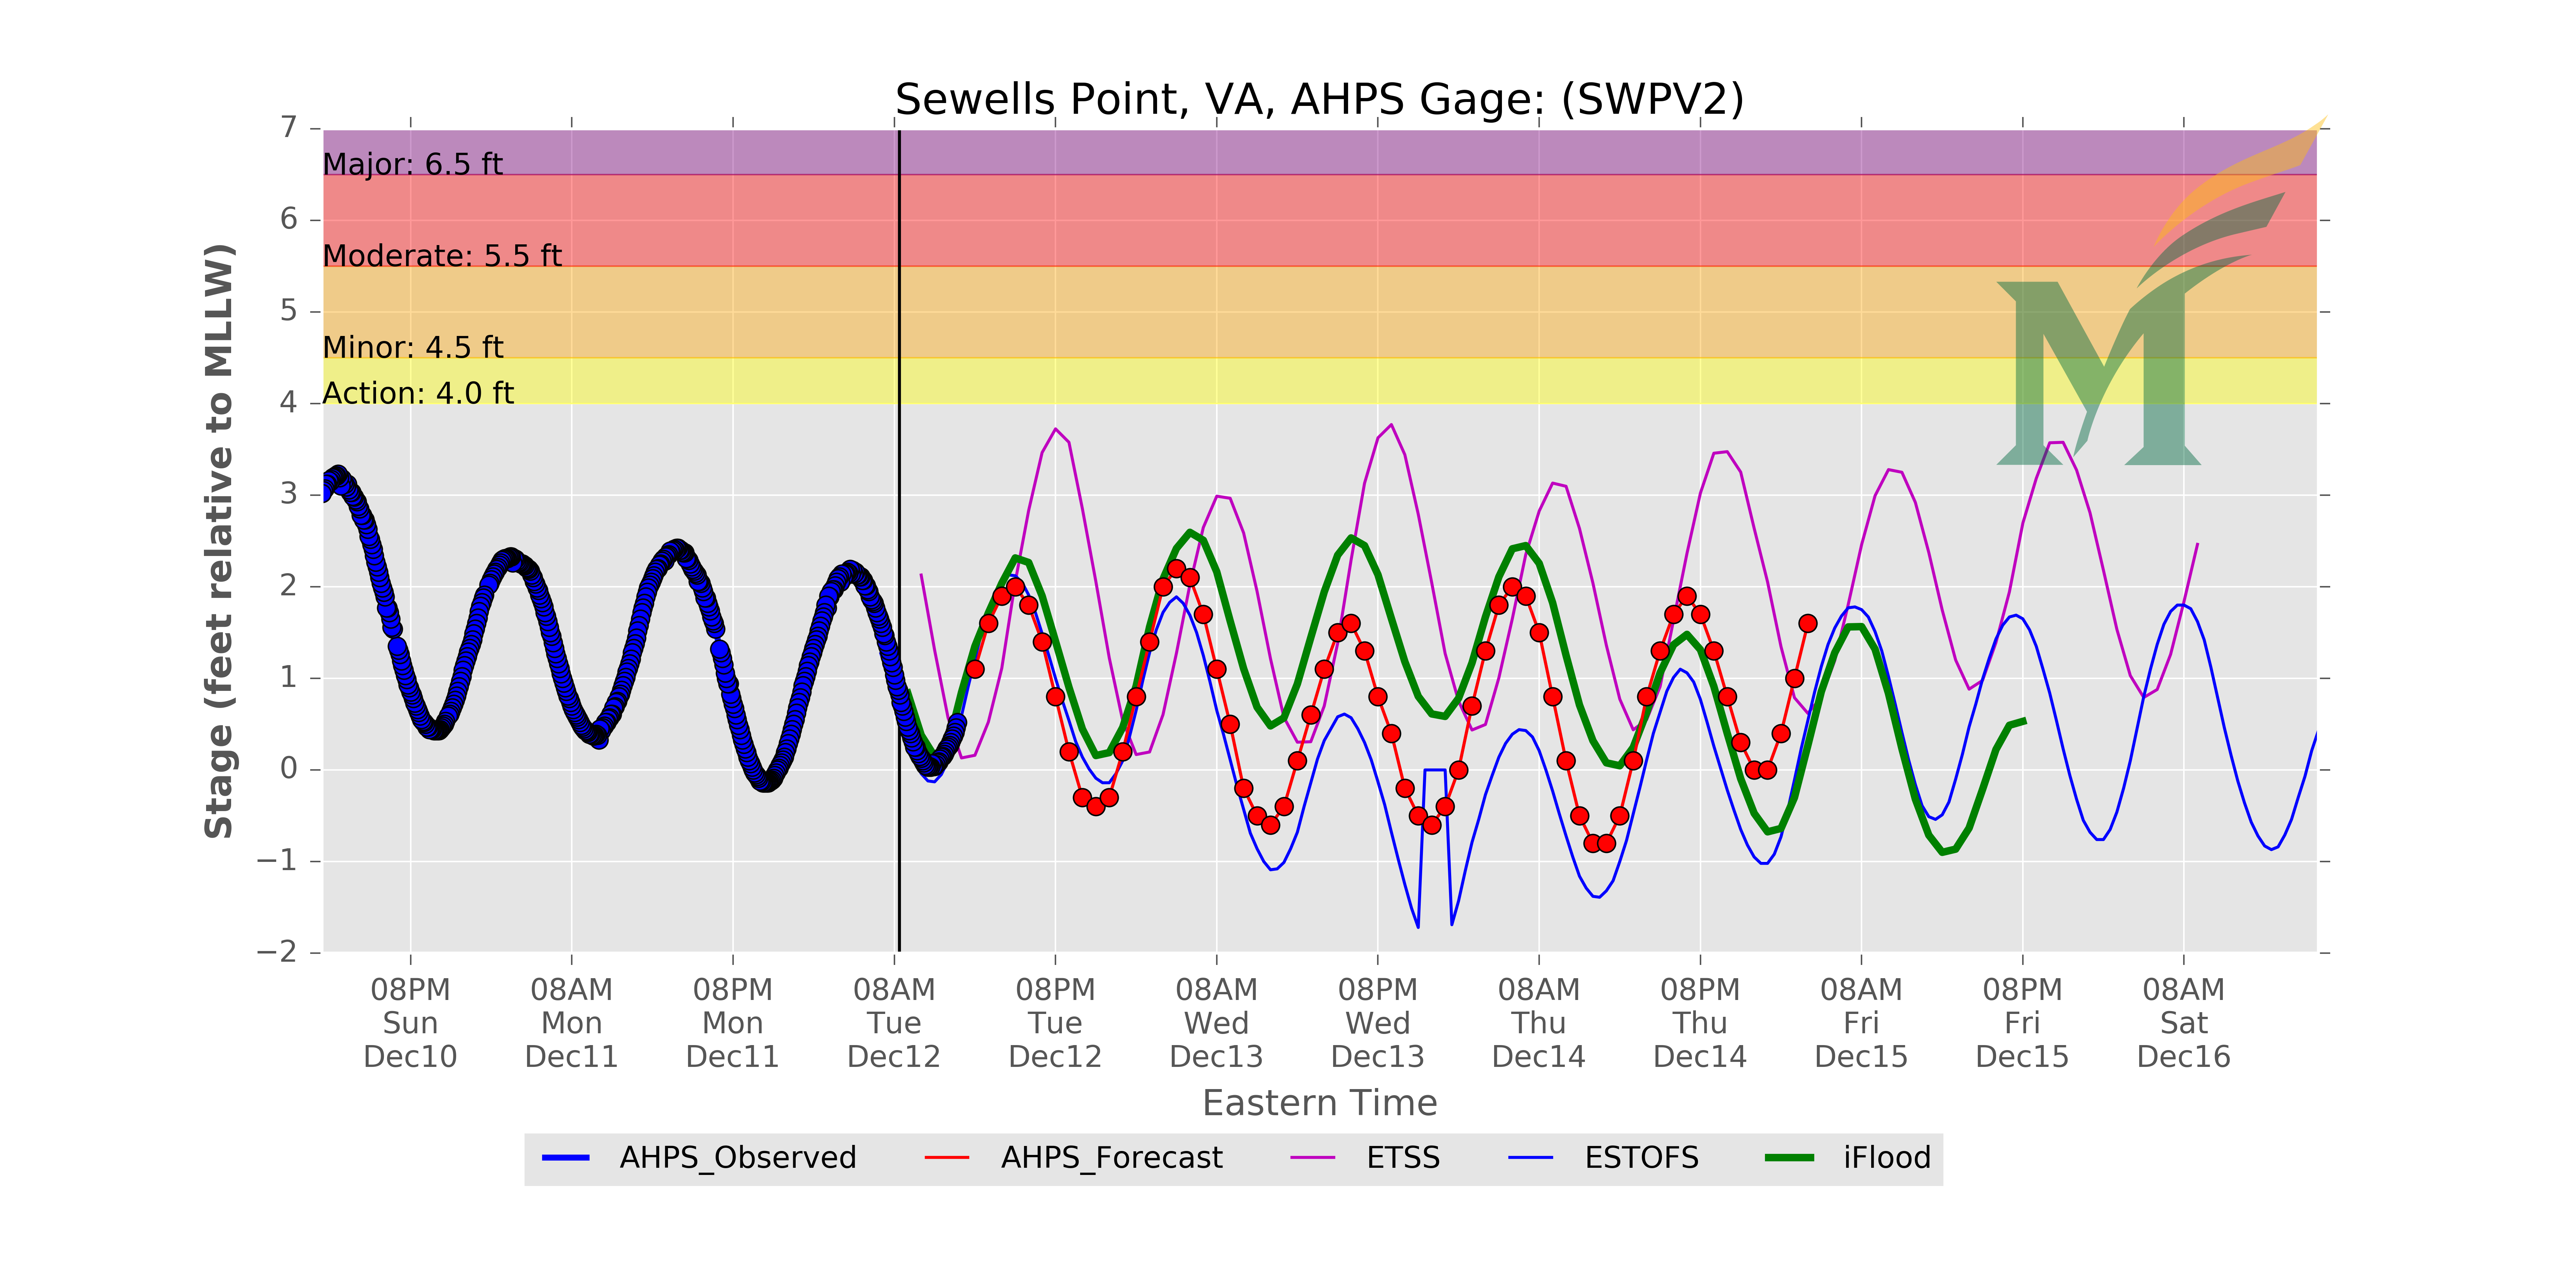 Sewells Point, VA, AHPS Gage: (SWPV2)
7
Major: 6.5 ft
6
Moderate: 5.5 ft
5
Minor: 4.5 ft
Action: 4.0 ft
4
3
2
1
0
−1
−2
Stage (feet relative to MLLW)
08PM 08AM 08PM 08AM 08PM 08AM 08PM 08AM 08PM 08AM 08PM 08AM
Sun Mon Mon Tue Tue Wed Wed Thu Thu Fri Fri Sat
Dec10 Dec11 Dec11 Dec12 Dec12 Dec13 Dec13 Dec14 Dec14 Dec15 Dec15 Dec16
Eastern Time
AHPS_Observed AHPS_Forecast ETSS ESTOFS iFlood
M